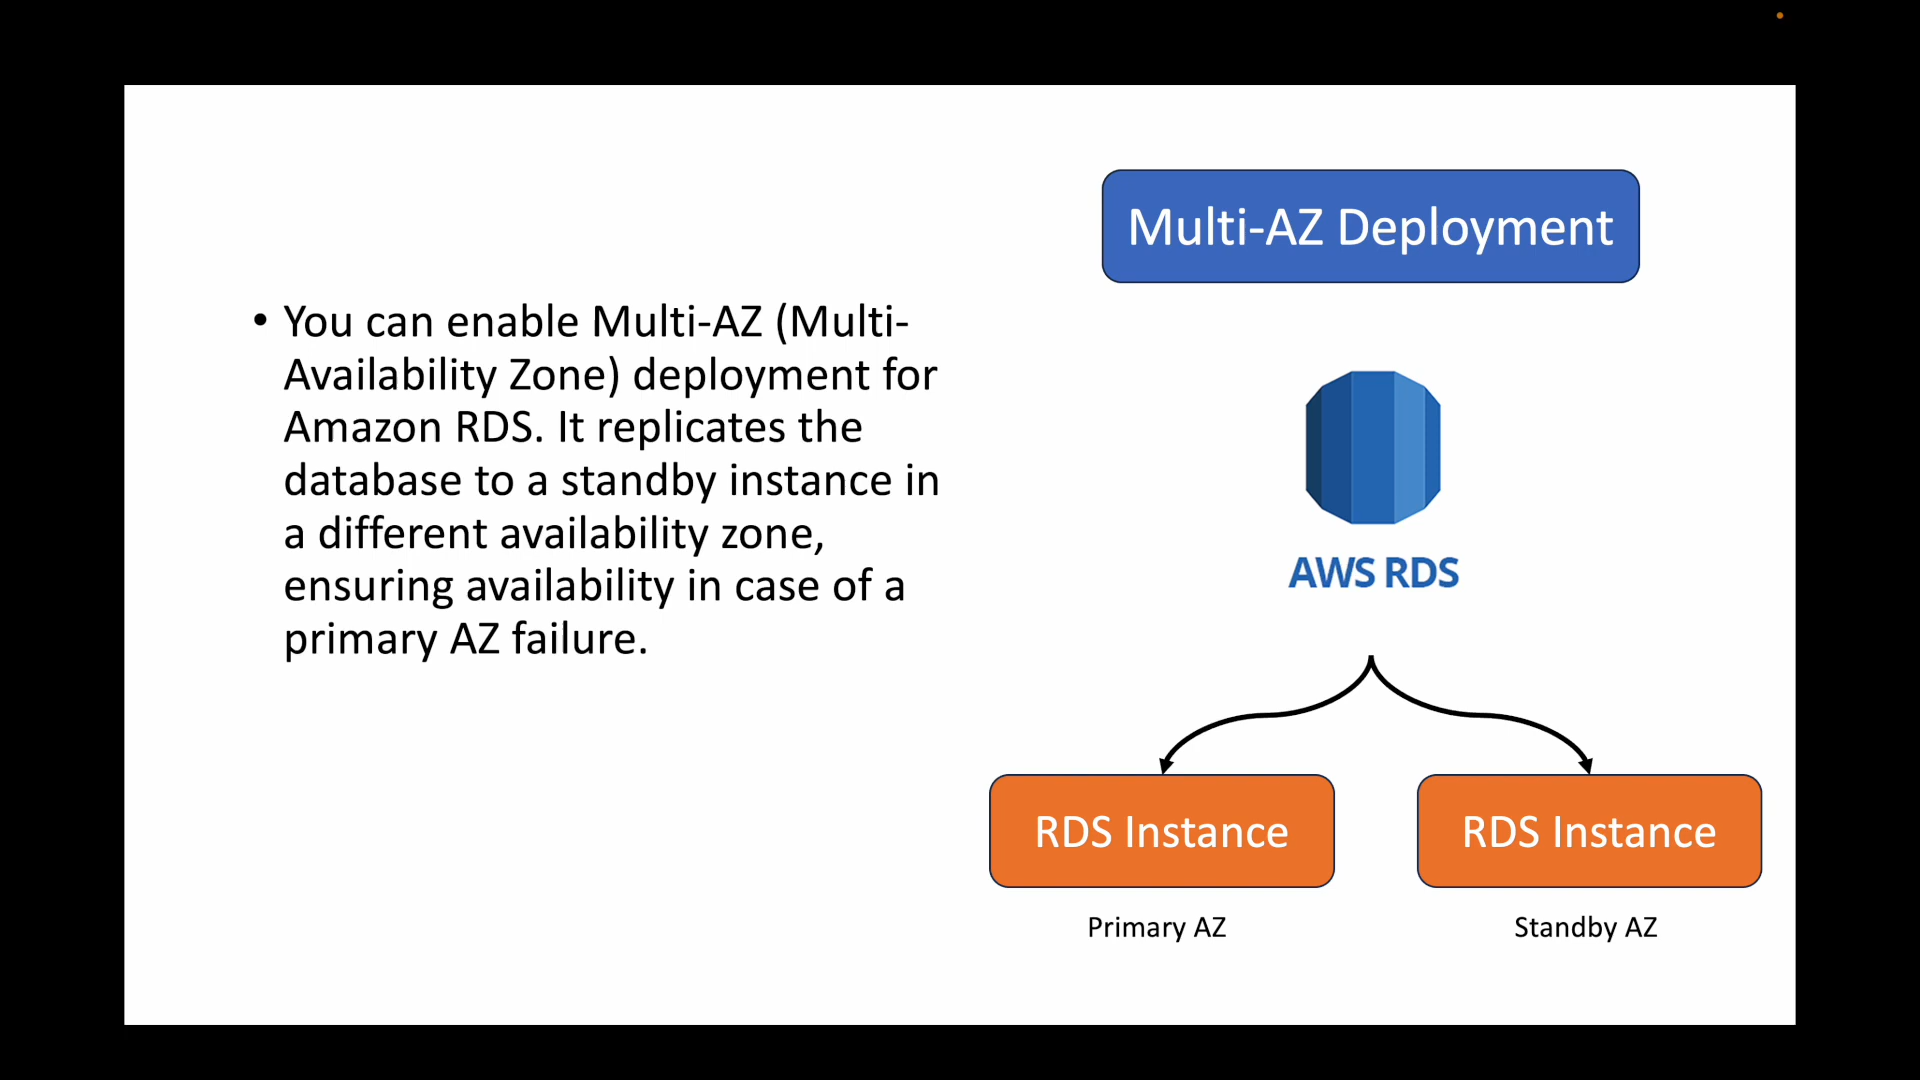 Multi-AZ Deployment
• You can enable Multi-AZ (Multi-
Availability Zone) deployment for
Amazon RDS. It replicates the
database to a standby instance in
a different availability zone,
ensuring availability in case of a
primary AZ failure.
AWS RDS
RDS Instance
RDS Instance
Primary AZ
Standby AZ